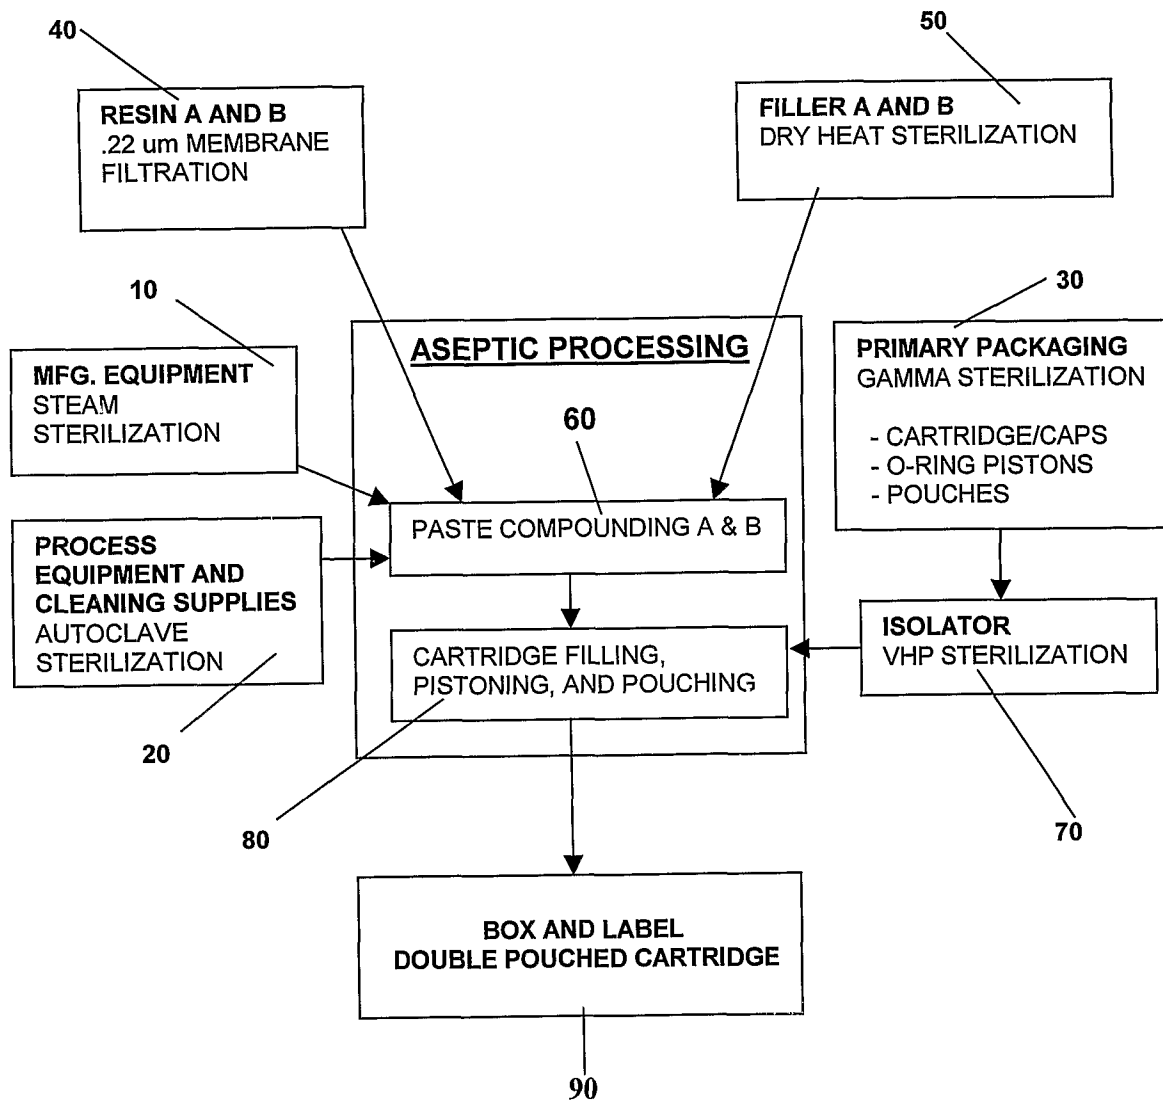 40
RESIN A AND B
.22 um MEMBRANE
FILTRATION
50
FILLER A AND B
DRY HEAT STERILIZATION
10
MFG. EQUIPMENT
STEAM
STERILIZATION
ASEPTIC PROCESSING
30
PRIMARY PACKAGING
GAMMA STERILIZATION
- CARTRIDGE/CAPS
- O-RING PISTONS
- POUCHES
60
PASTE COMPOUNDING A & B
PROCESS
EQUIPMENT AND
CLEANING SUPPLIES
AUTOCLAVE
STERILIZATION
20
CARTRIDGE FILLING,
PISTONING, AND POUCHING
80
ISOLATOR
VHP STERILIZATION
70
BOX AND LABEL
DOUBLE POUCHED CARTRIDGE
90